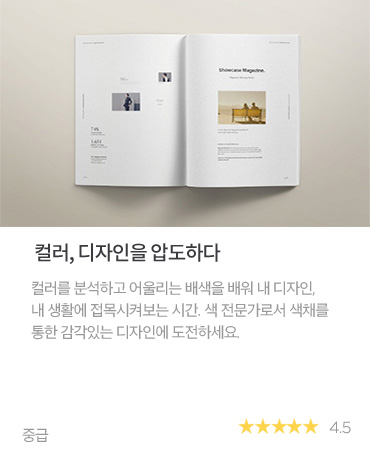 Showcase Magazine.
컬러, 디자인을 압도하다
컬러를 분석하고 어울리는 배색을 배워 내 디자인,
내 생활에 접목시켜보는 시간. 색 전문가로서 색채를
통한 감각있는 디자인에 도전하세요.
중급
4.5